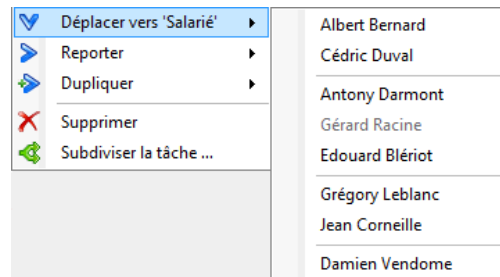 Déplacer vers 'Salarié'
Reporter
Dupliquer
Supprimer
Subdiviser la tâche ...
Albert Bernard
Cédric Duval
Antony Darmont
Gérard Racine
Edouard Blériot
Grégory Leblanc
Jean Corneille
Damien Vendome